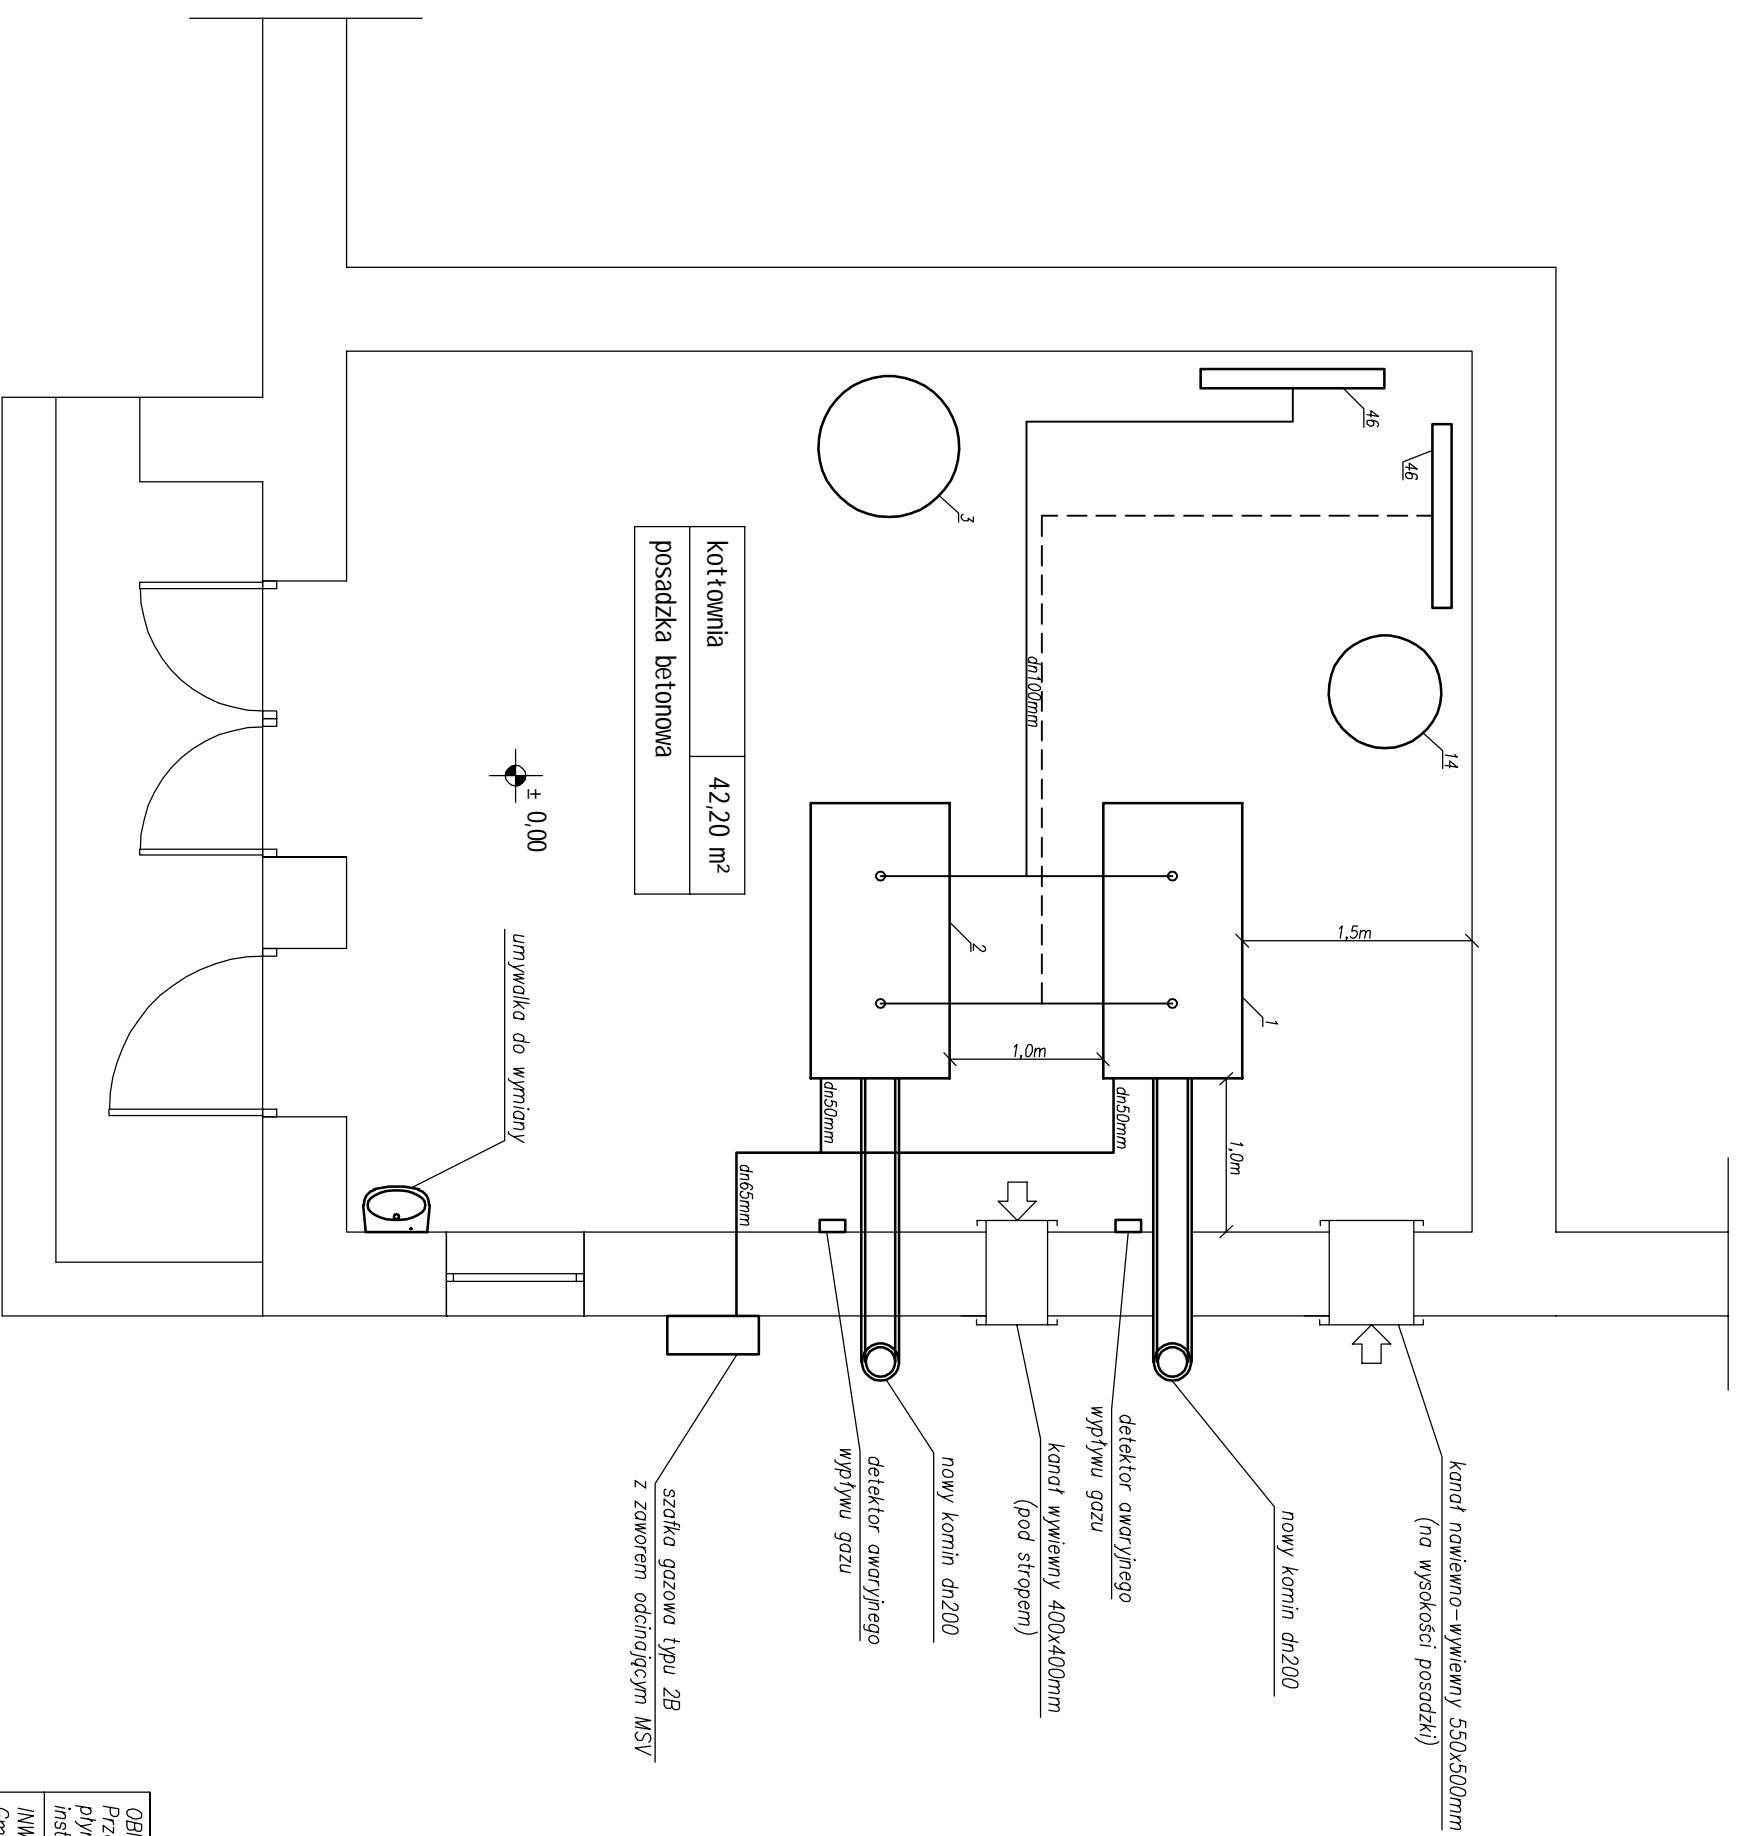 kanał nawiewno-wywiewny 550x500mm
(na wysokości posadzki)
nowy komin dn200
detektor awaryjnego
wypływu gazu
kanał wywiewny 400x400mm
(pod stropem)
nowy komin dn200
detektor awaryjnego
wypływu gazu
szafka gazowa typu 2B
z zaworem odcinającym MSV
46
46
14
3
1,5m
1
2
1,0m
1,0m
dn100mm
dn50mm
dn50mm
dn65mm
kotłownia 42,20 m²
posadzka betonowa
± 0,00
umywalka do wymiany